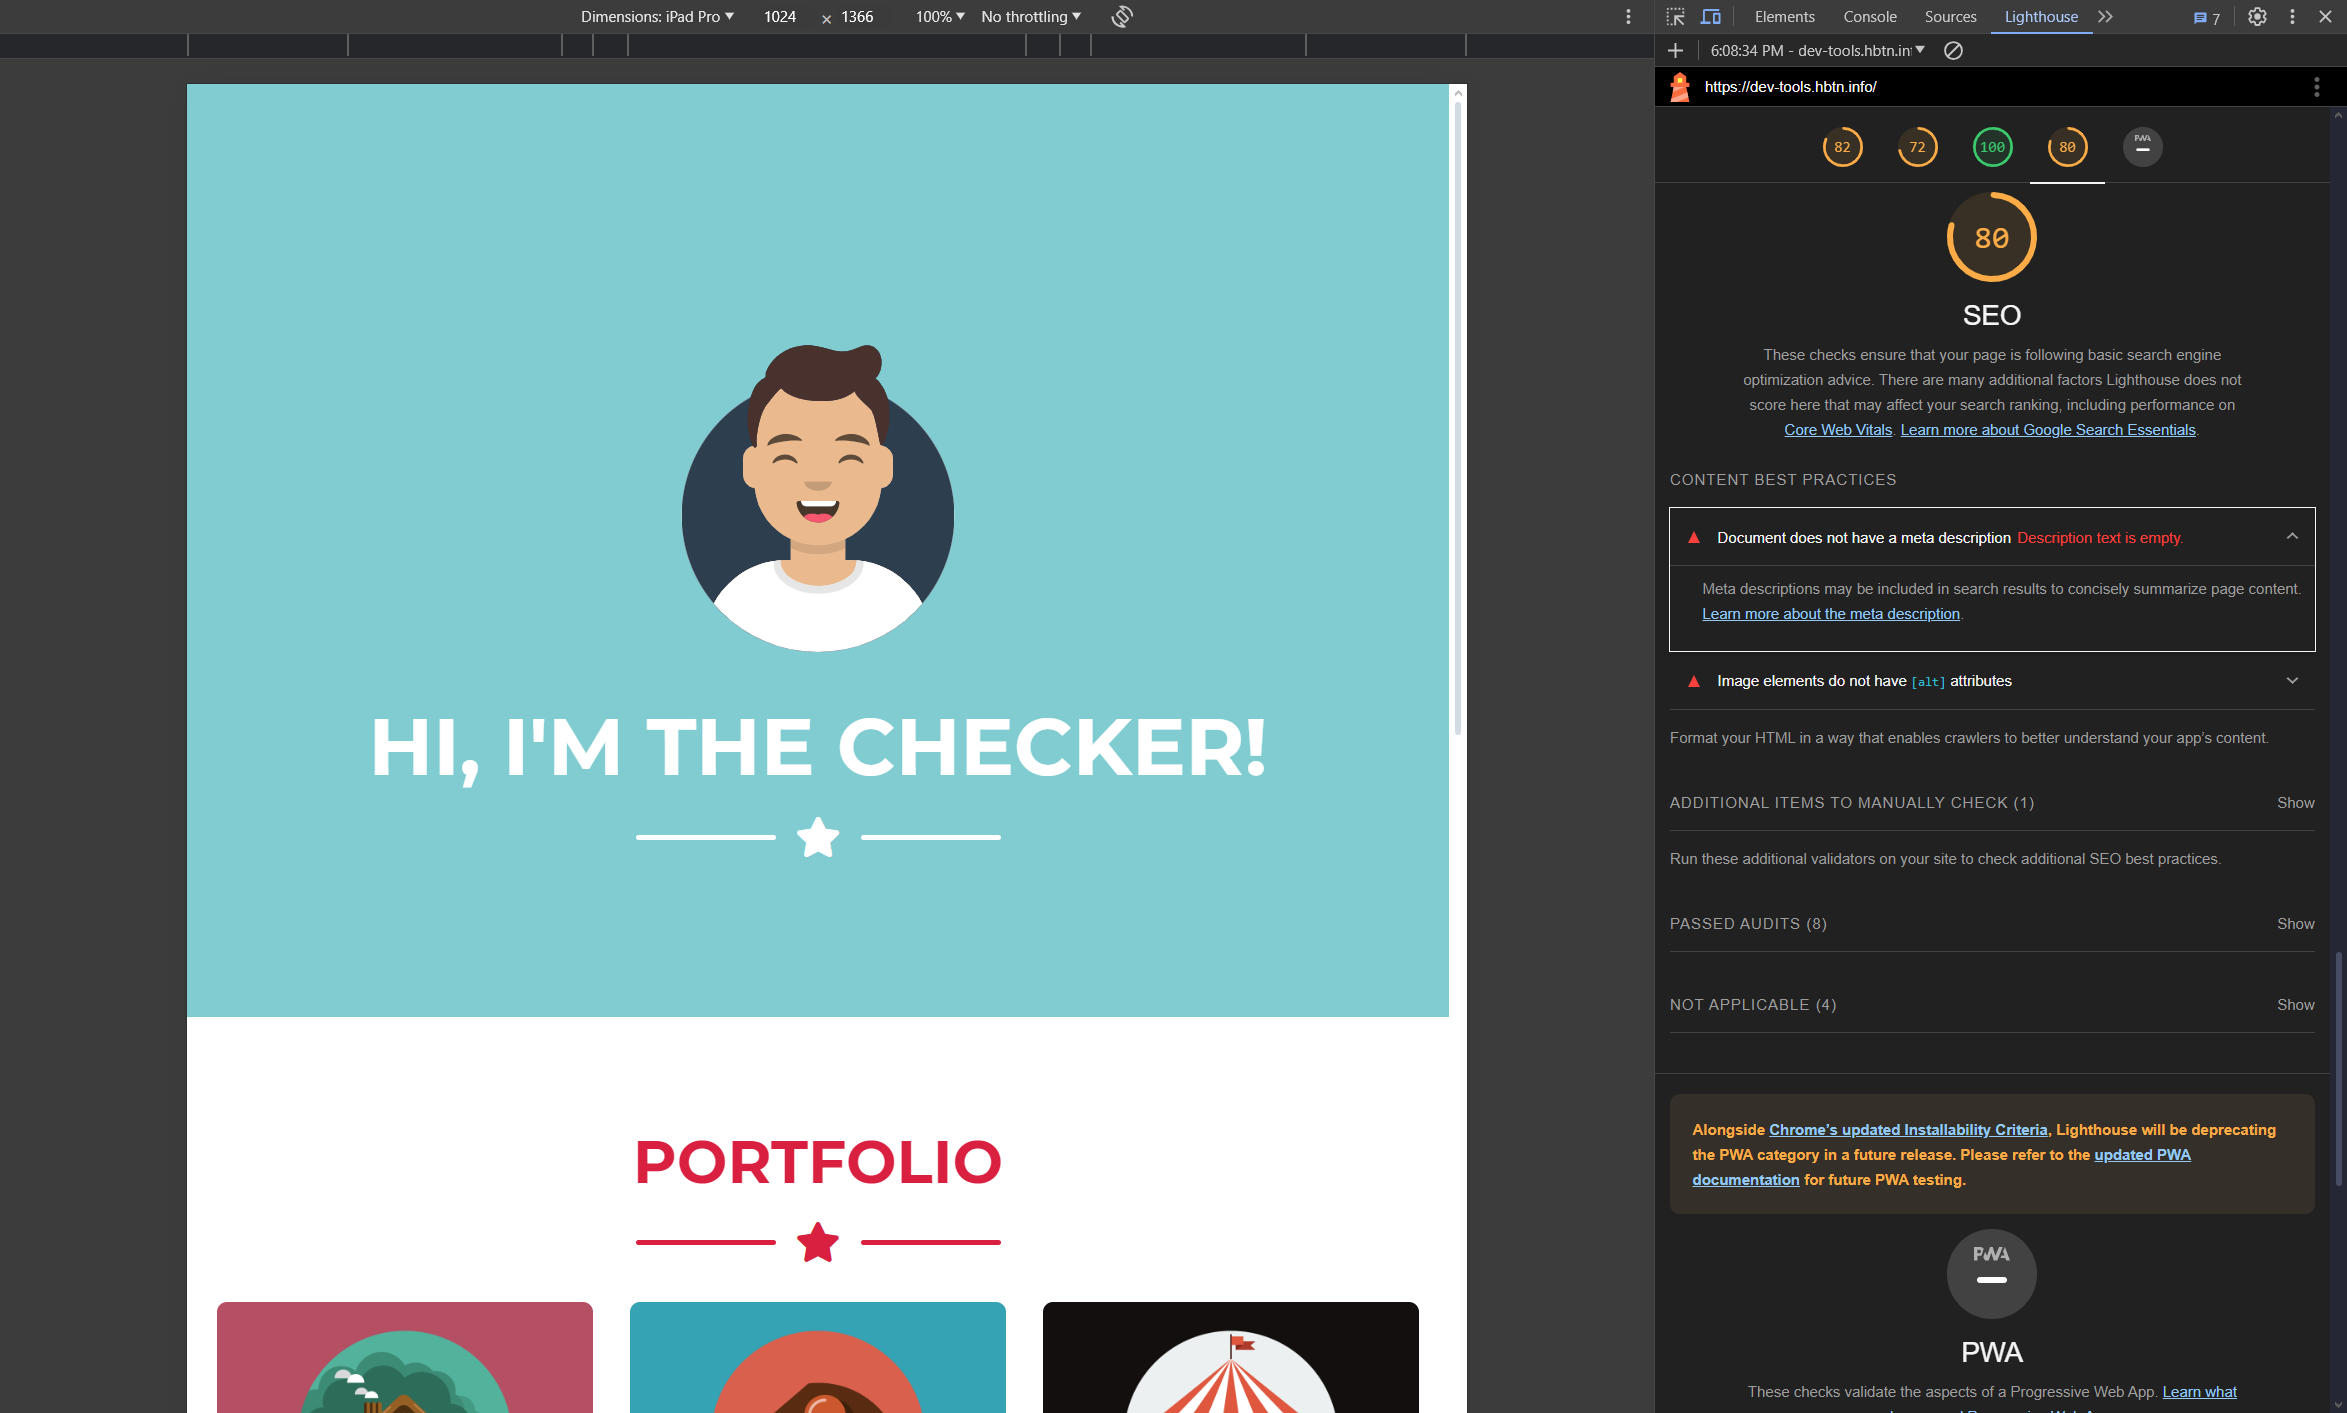 Dimensions: iPad Pro 1024 × 1366 100% No throttling
Elements Console Sources Lighthouse 7
6:08:34 PM - dev-tools.hbtn.in
https://dev-tools.hbtn.info/
82 72 100 80 PWA
80
SEO
These checks ensure that your page is following basic search engine
optimization advice. There are many additional factors Lighthouse does not
score here that may affect your search ranking, including performance on
Core Web Vitals. Learn more about Google Search Essentials.
CONTENT BEST PRACTICES
Document does not have a meta description Description text is empty.
Meta descriptions may be included in search results to concisely summarize page content.
Learn more about the meta description.
Image elements do not have [alt] attributes
Format your HTML in a way that enables crawlers to better understand your app’s content.
ADDITIONAL ITEMS TO MANUALLY CHECK (1) Show
Run these additional validators on your site to check additional SEO best practices.
PASSED AUDITS (8) Show
NOT APPLICABLE (4) Show
Alongside Chrome’s updated Installability Criteria, Lighthouse will be deprecating
the PWA category in a future release. Please refer to the updated PWA
documentation for future PWA testing.
PWA
PWA
These checks validate the aspects of a Progressive Web App. Learn what
HI, I'M THE CHECKER!
PORTFOLIO